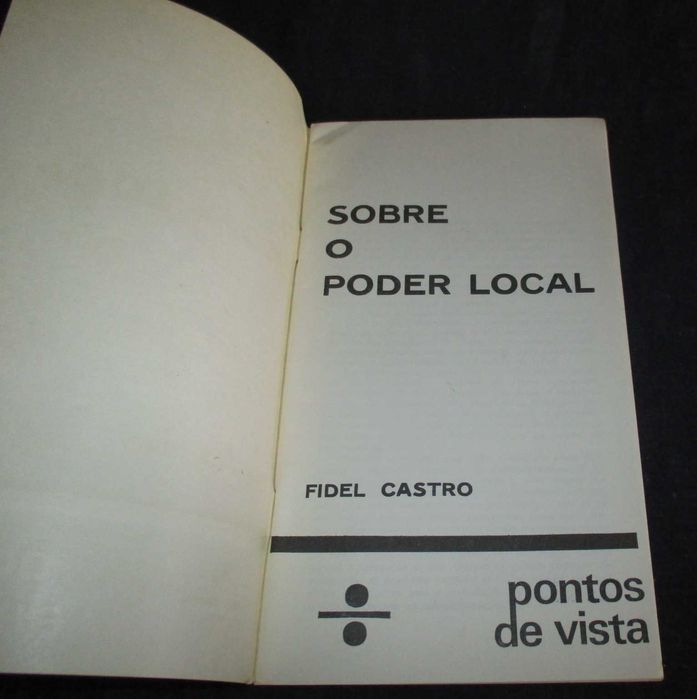 SOBRE
O
PODER LOCAL
FIDEL CASTRO
pontos
de vista